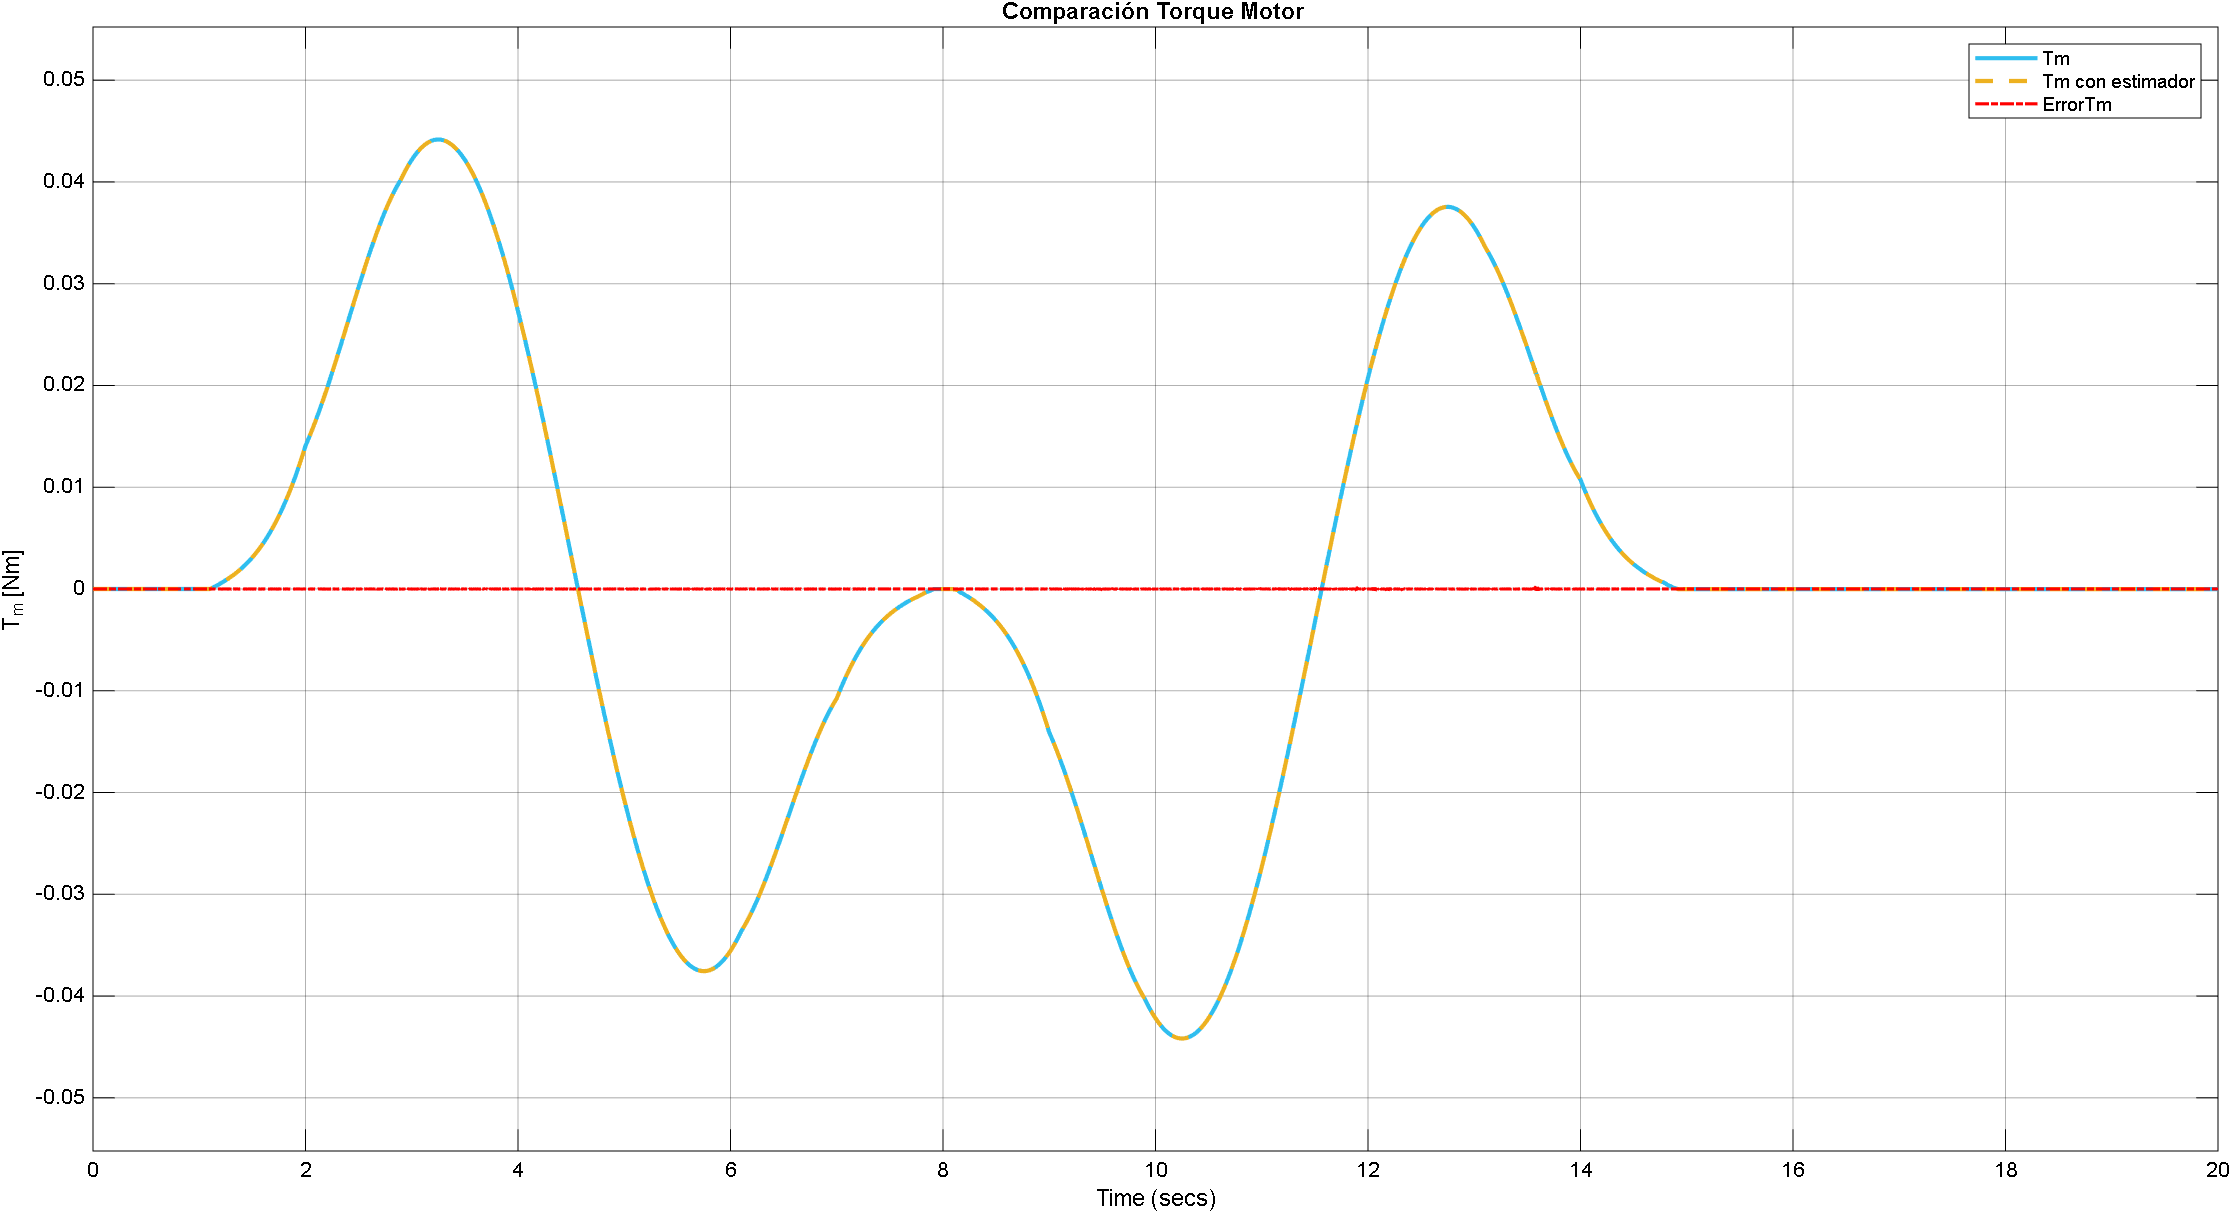 Comparación Torque Motor
Tm
Tm con estimador
ErrorTm
0.05
0.04
0.03
0.02
0.01
0
-0.01
-0.02
-0.03
-0.04
-0.05
T_m [Nm]
0 2 4 6 8 10 12 14 16 18 20
Time (secs)